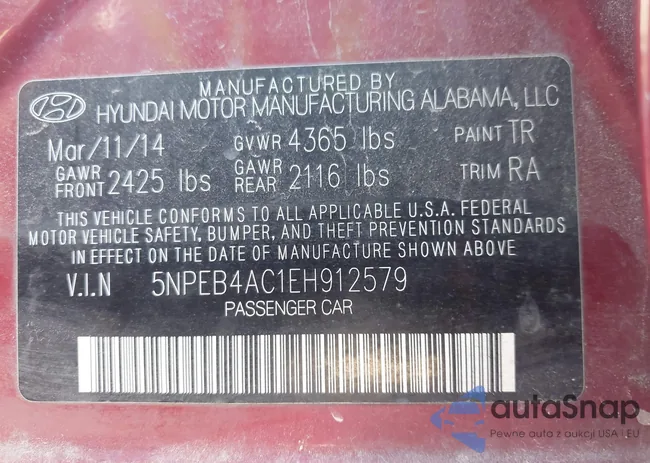 MANUFACTURED BY
HYUNDAI MOTOR MANUFACTURING ALABAMA, LLC
Mar/11/14 GVWR 4365 lbs PAINT TR
GAWR FRONT 2425 lbs GAWR REAR 2116 lbs TRIM RA
THIS VEHICLE CONFORMS TO ALL APPLICABLE U.S.A. FEDERAL
MOTOR VEHICLE SAFETY, BUMPER, AND THEFT PREVENTION STANDARDS
IN EFFECT ON THE DATE OF MANUFACTURE SHOWN ABOVE
V.I.N 5NPEB4AC1EH912579
PASSENGER CAR
autaSnap
Pewne auta z aukcji USA i EU